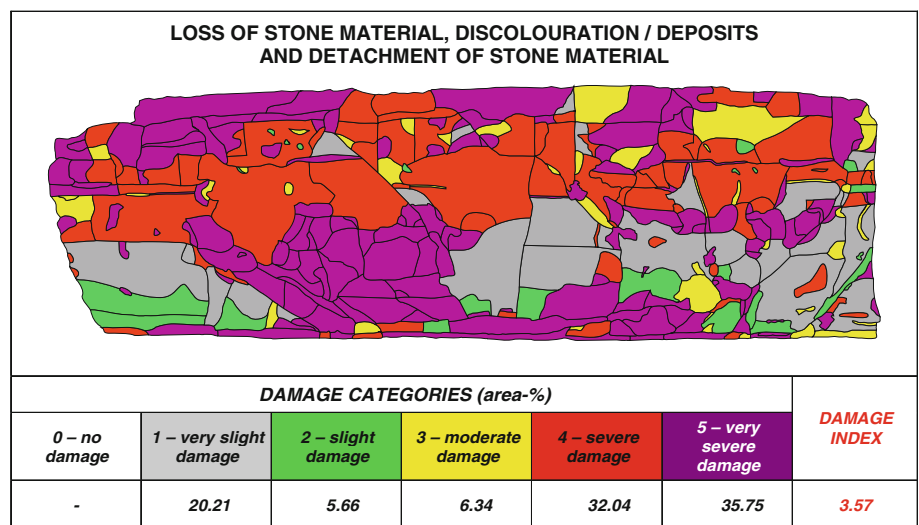 LOSS OF STONE MATERIAL, DISCOLOURATION / DEPOSITS
AND DETACHMENT OF STONE MATERIAL
DAMAGE CATEGORIES (area-%)
DAMAGE
INDEX
0 – no
damage
1 – very slight
damage
2 – slight
damage
3 – moderate
damage
4 – severe
damage
5 – very
severe
damage
-
20.21
5.66
6.34
32.04
35.75
3.57